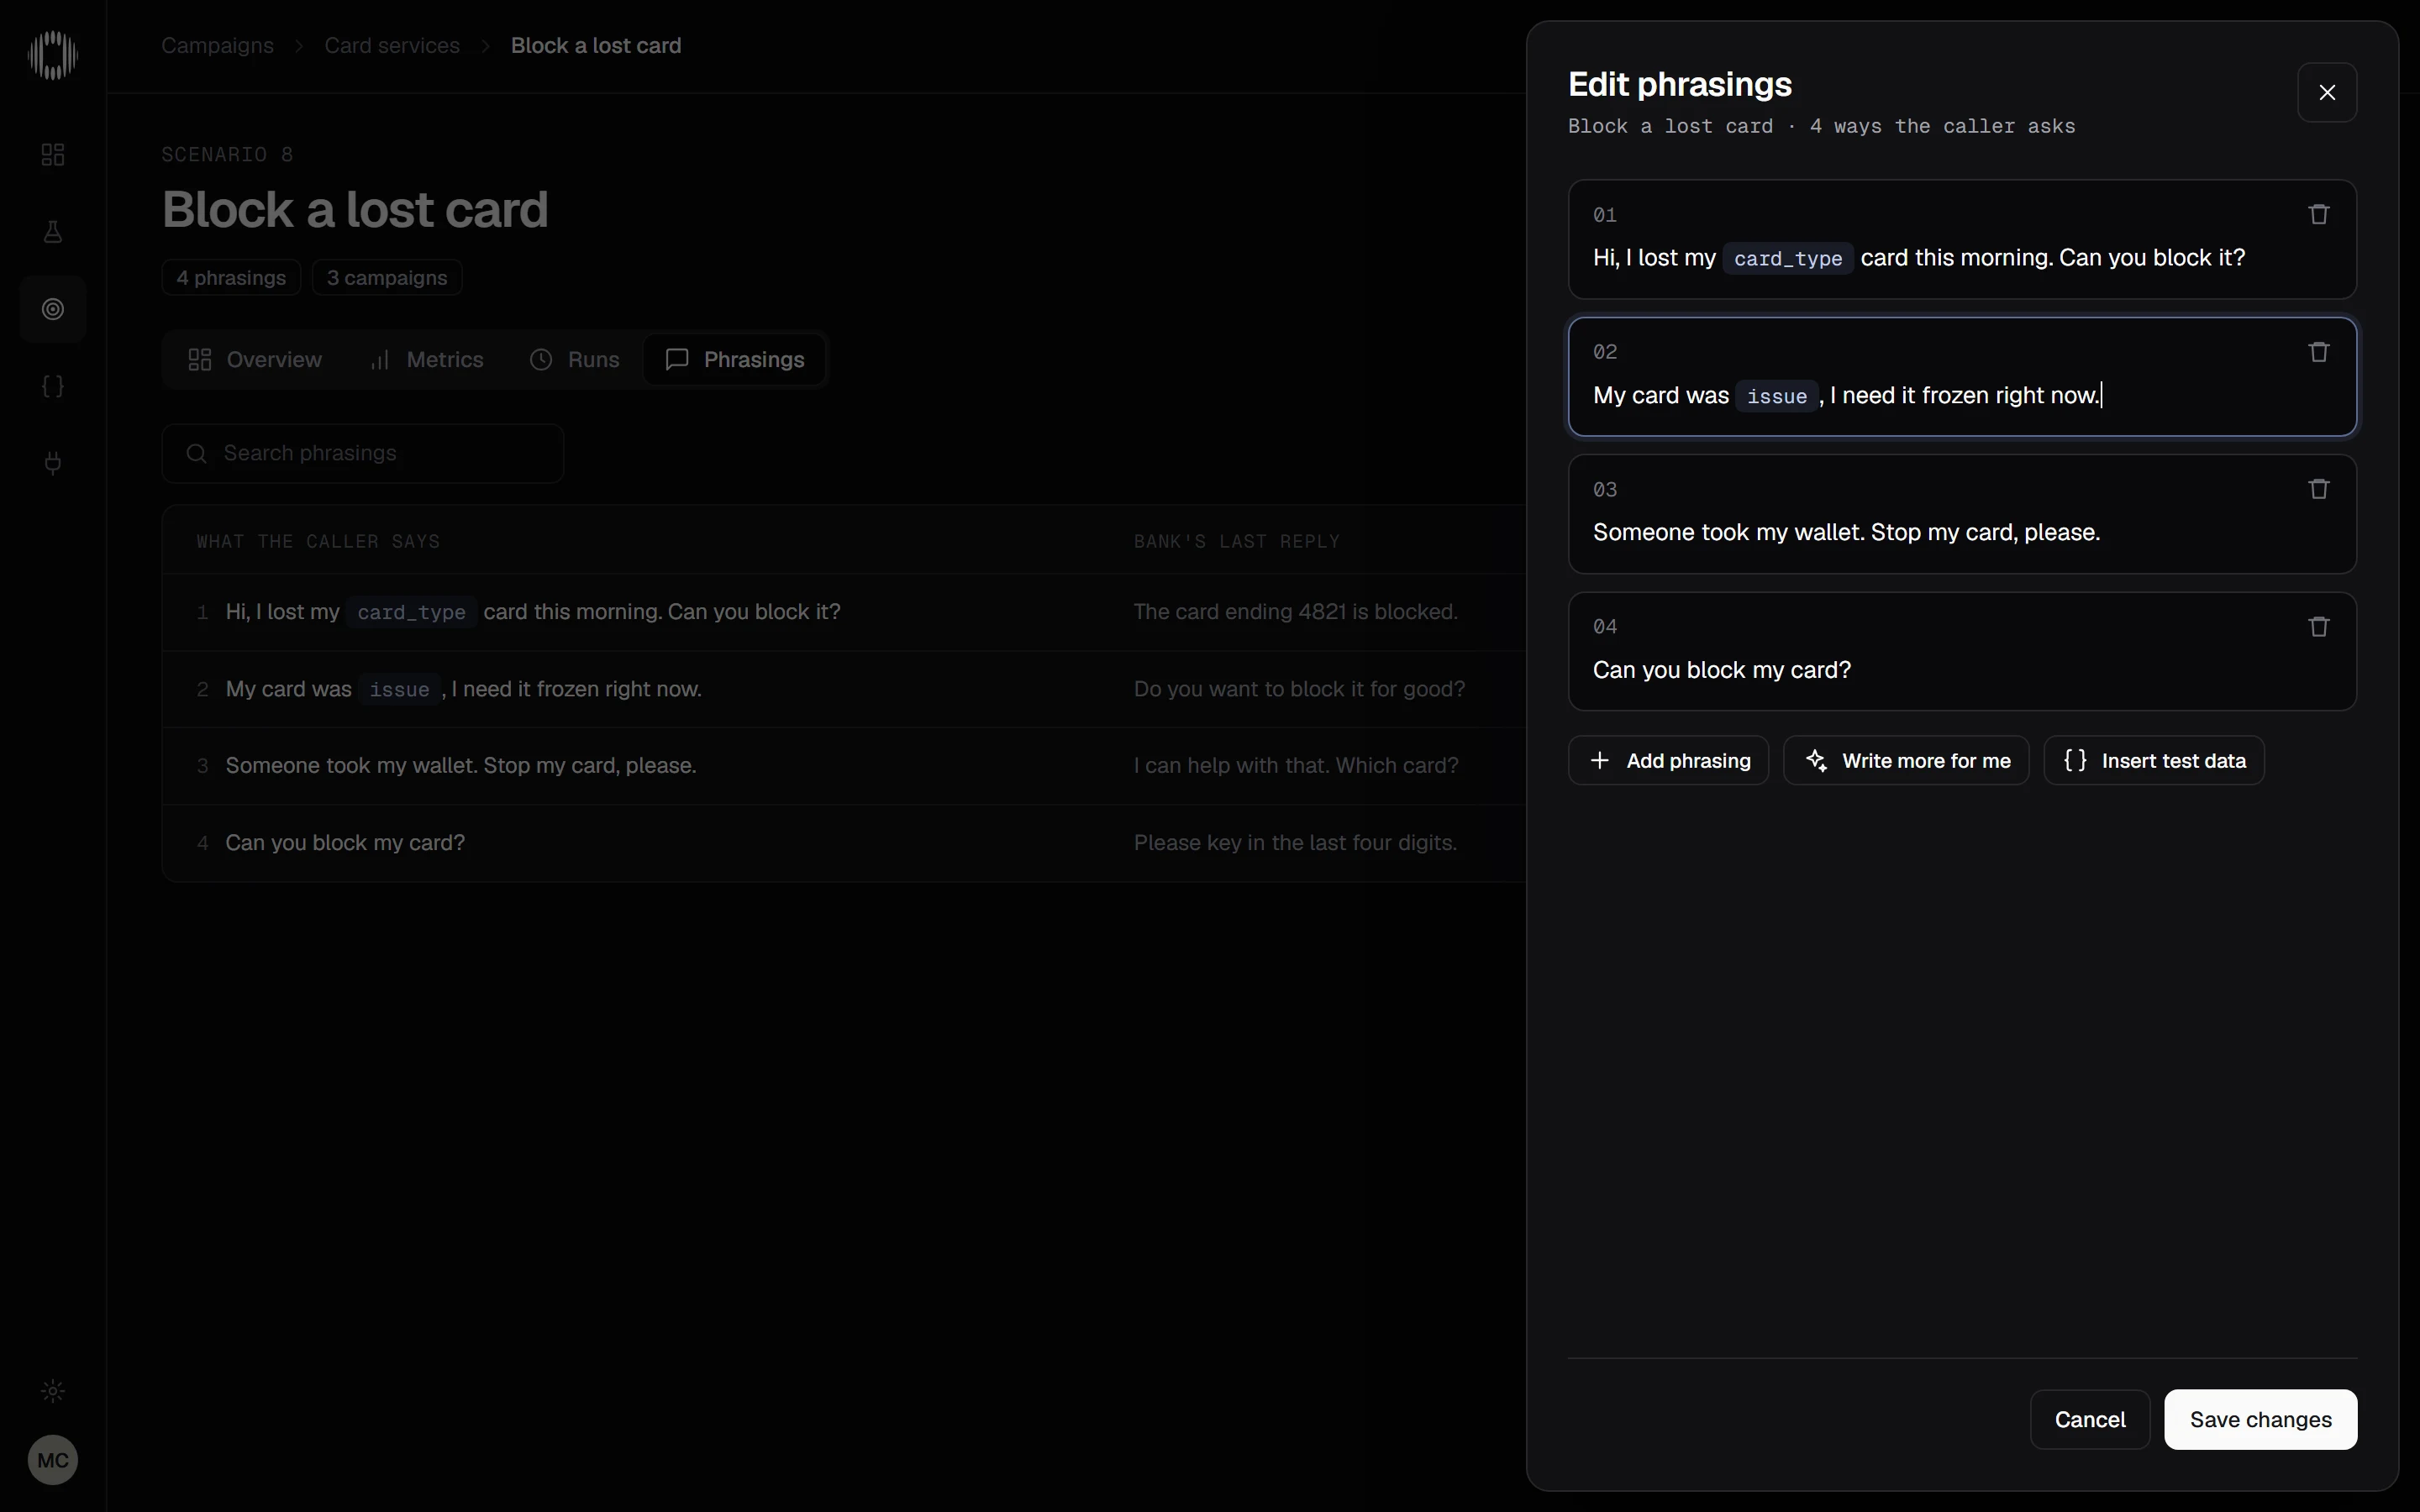 Campaigns > Card services > Block a lost card
SCENARIO 8
Block a lost card
4 phrasings 3 campaigns
Overview Metrics Runs Phrasings
Search phrasings
WHAT THE CALLER SAYS BANK'S LAST REPLY
1 Hi, I lost my card_type card this morning. Can you block it? The card ending 4821 is blocked.
2 My card was issue, I need it frozen right now. Do you want to block it for good?
3 Someone took my wallet. Stop my card, please. I can help with that. Which card?
4 Can you block my card? Please key in the last four digits.
MC
Edit phrasings
Block a lost card · 4 ways the caller asks
01
Hi, I lost my card_type card this morning. Can you block it?
02
My card was issue, I need it frozen right now.
03
Someone took my wallet. Stop my card, please.
04
Can you block my card?
Add phrasing Write more for me {} Insert test data
Cancel Save changes